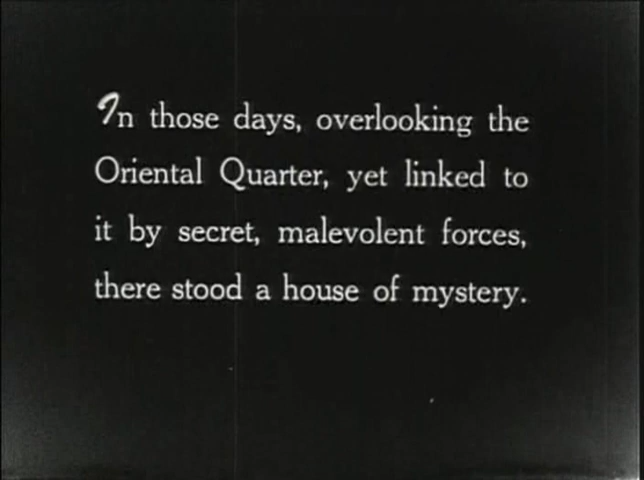 In those days, overlooking the
Oriental Quarter, yet linked to
it by secret, malevolent forces,
there stood a house of mystery.